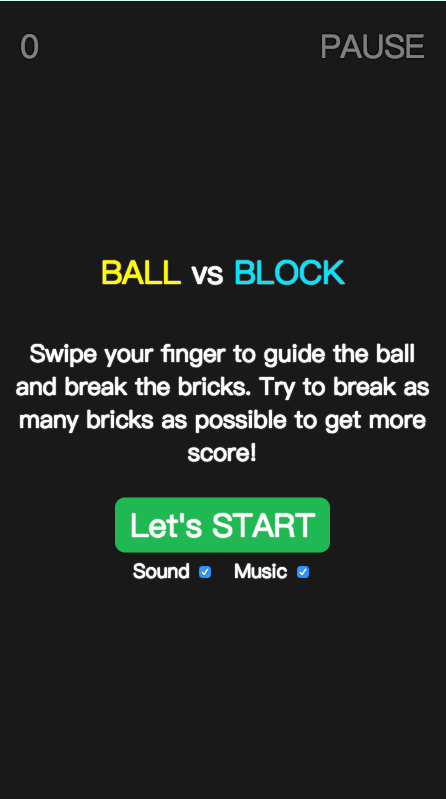 0 PAUSE
BALL vs BLOCK
Swipe your finger to guide the ball
and break the bricks. Try to break as
many bricks as possible to get more
score!
Let's START
Sound Music